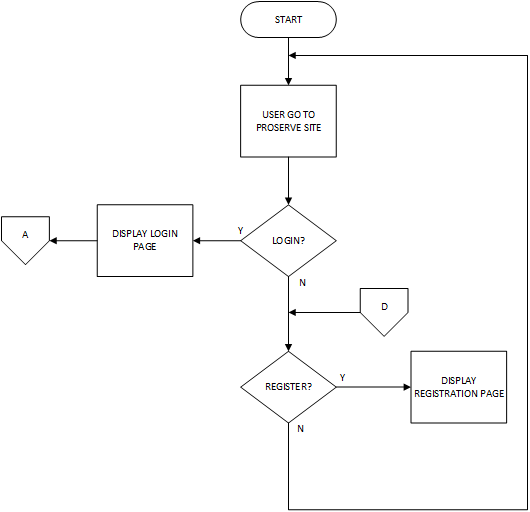 START
USER GO TO
PROSERVE SITE
A
DISPLAY LOGIN
PAGE
Y
LOGIN?
N
D
REGISTER?
Y
DISPLAY
REGISTRATION PAGE
N